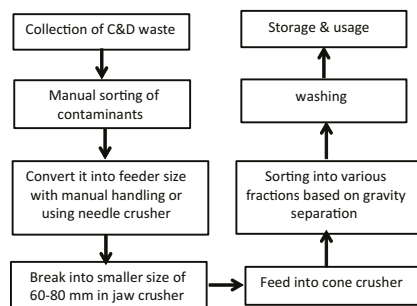 Collection of C&D waste
Manual sorting of
contaminants
Convert it into feeder size
with manual handling or
using needle crusher
Break into smaller size of
60-80 mm in jaw crusher
Feed into cone crusher
Sorting into various
fractions based on gravity
separation
washing
Storage & usage